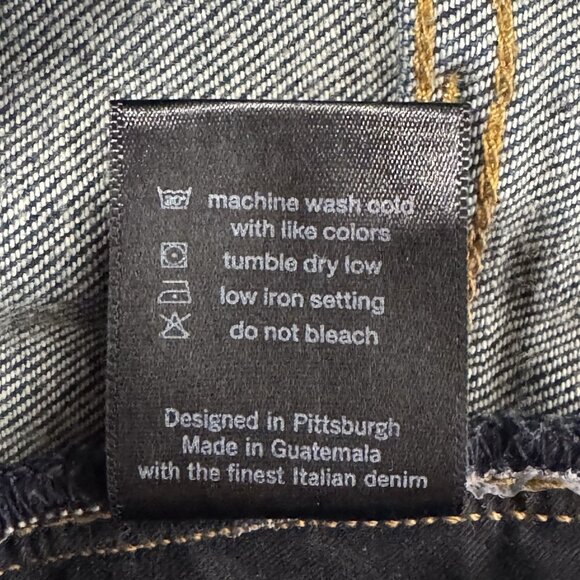 30°
machine wash cold
with like colors
tumble dry low
low iron setting
do not bleach
Designed in Pittsburgh
Made in Guatemala
with the finest Italian denim